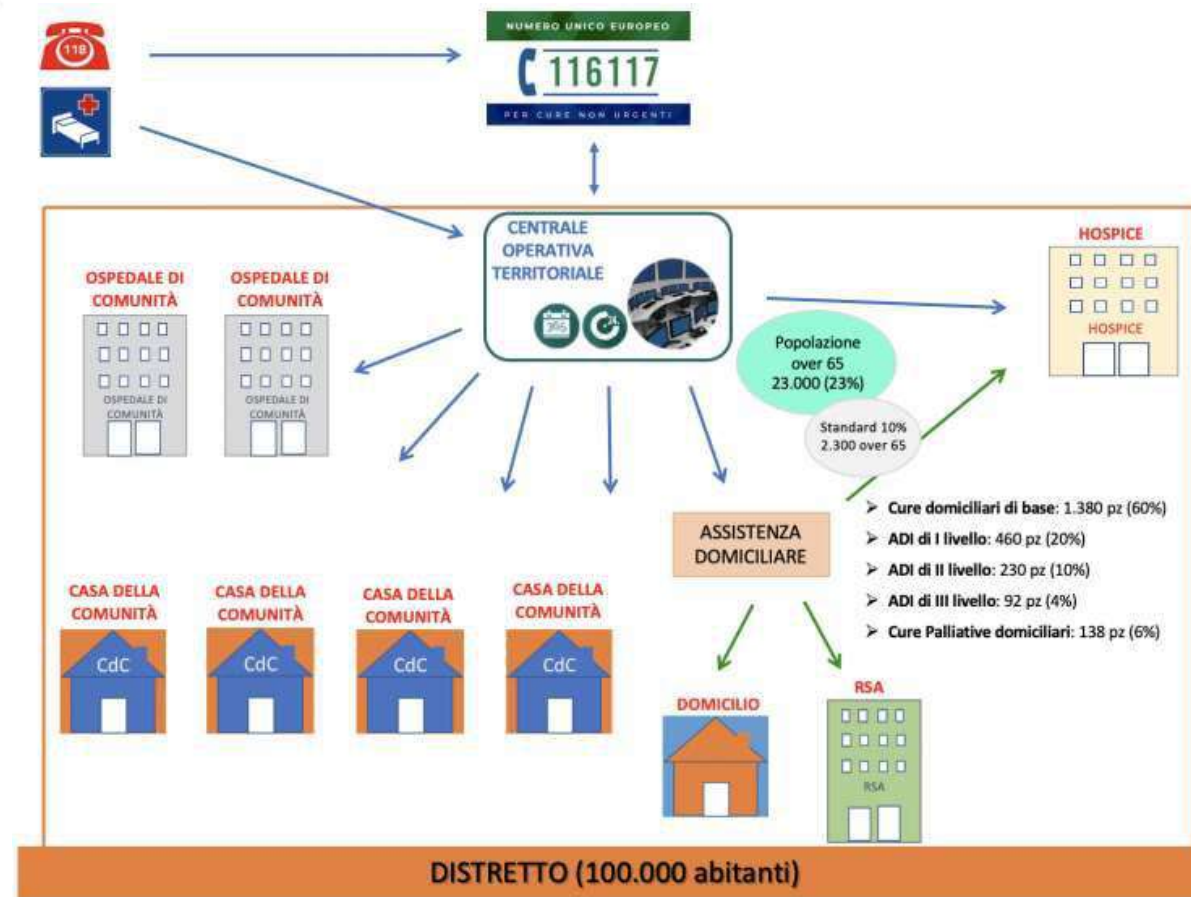 118
NUMERO UNICO EUROPEO
116117
PER CURE NON URGENTI
CENTRALE
OPERATIVA
TERRITORIALE
365
OSPEDALE DI
COMUNITÀ
OSPEDALE DI
COMUNITÀ
OSPEDALE DI
COMUNITÀ
OSPEDALE DI
COMUNITÀ
HOSPICE
HOSPICE
Popolazione
over 65
23.000 (23%)
Standard 10%
2.300 over 65
ASSISTENZA
DOMICILIARE
➢ Cure domiciliari di base: 1.380 pz (60%)
➢ ADI di I livello: 460 pz (20%)
➢ ADI di II livello: 230 pz (10%)
➢ ADI di III livello: 92 pz (4%)
➢ Cure Palliative domiciliari: 138 pz (6%)
CASA DELLA
COMUNITÀ
CdC
CASA DELLA
COMUNITÀ
CdC
CASA DELLA
COMUNITÀ
CdC
CASA DELLA
COMUNITÀ
CdC
DOMICILIO
RSA
RSA
DISTRETTO (100.000 abitanti)